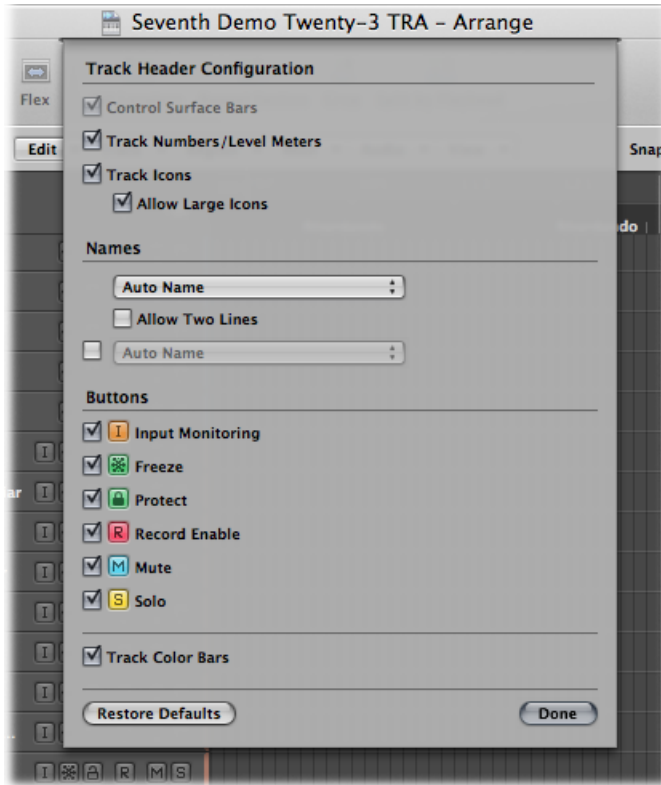 Seventh Demo Twenty-3 TRA – Arrange
Track Header Configuration
Flex
Control Surface Bars
Edit
Track Numbers/Level Meters
Snap
Track Icons
Allow Large Icons
do
Names
Auto Name
Allow Two Lines
Auto Name
Buttons
I Input Monitoring
Freeze
I
Protect
ar I
R Record Enable
I
M Mute
I
S Solo
I
I
Track Color Bars
I
Restore Defaults
Done
I
I R M S